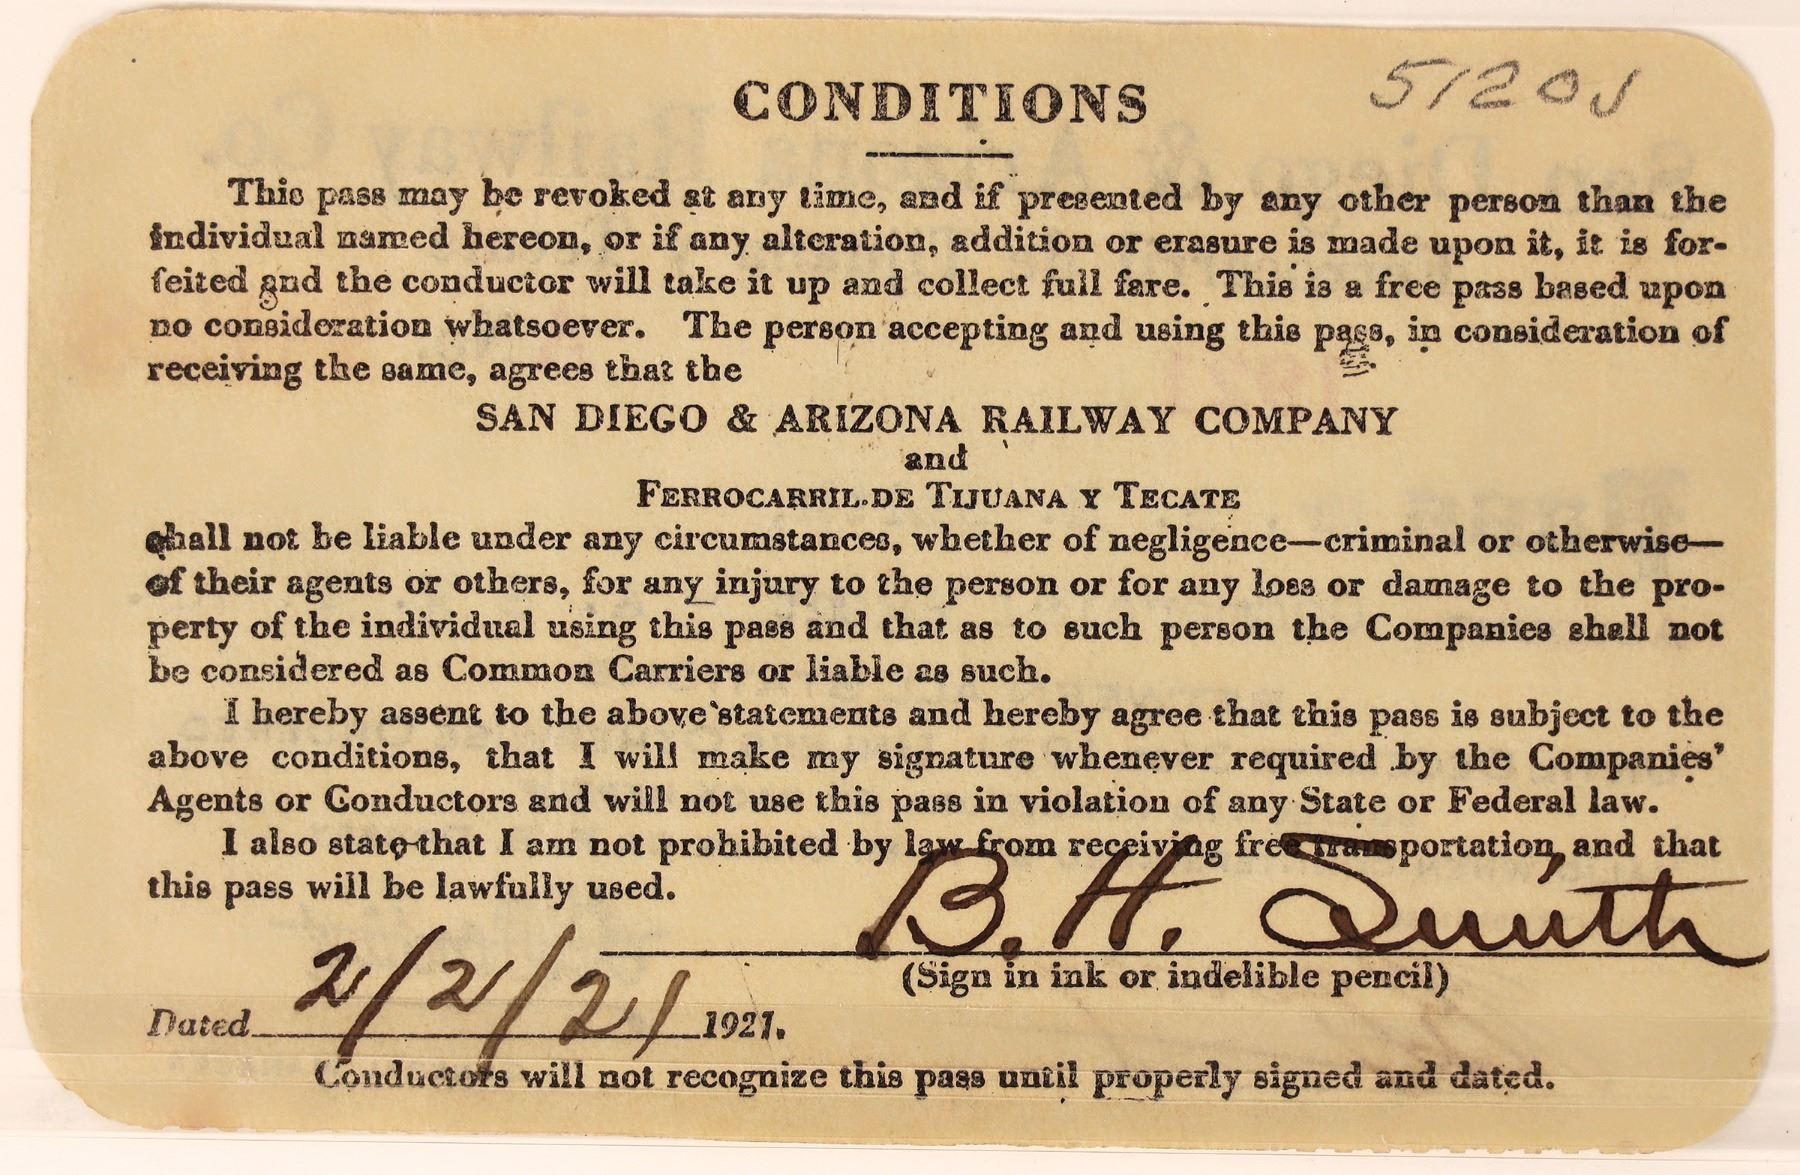 CONDITIONS
5120J
This pass may be revoked at any time, and if presented by any other person than the
individual named hereon, or if any alteration, addition or erasure is made upon it, it is for-
feited and the conductor will take it up and collect full fare. This is a free pass based upon
no consideration whatsoever. The person accepting and using this pass, in consideration of
receiving the same, agrees that the
SAN DIEGO & ARIZONA RAILWAY COMPANY
and
FERROCARRIL DE TIJUANA Y TECATE
shall not be liable under any circumstances, whether of negligence—criminal or otherwise—
of their agents or others, for any injury to the person or for any loss or damage to the pro-
perty of the individual using this pass and that as to such person the Companies shall not
be considered as Common Carriers or liable as such.
I hereby assent to the above statements and hereby agree that this pass is subject to the
above conditions, that I will make my signature whenever required by the Companies'
Agents or Conductors and will not use this pass in violation of any State or Federal law.
I also state that I am not prohibited by law from receiving free transportation, and that
this pass will be lawfully used.
B. H. Smith
(Sign in ink or indelible pencil)
Dated 2/2/21 1921.
Conductors will not recognize this pass until properly signed and dated.